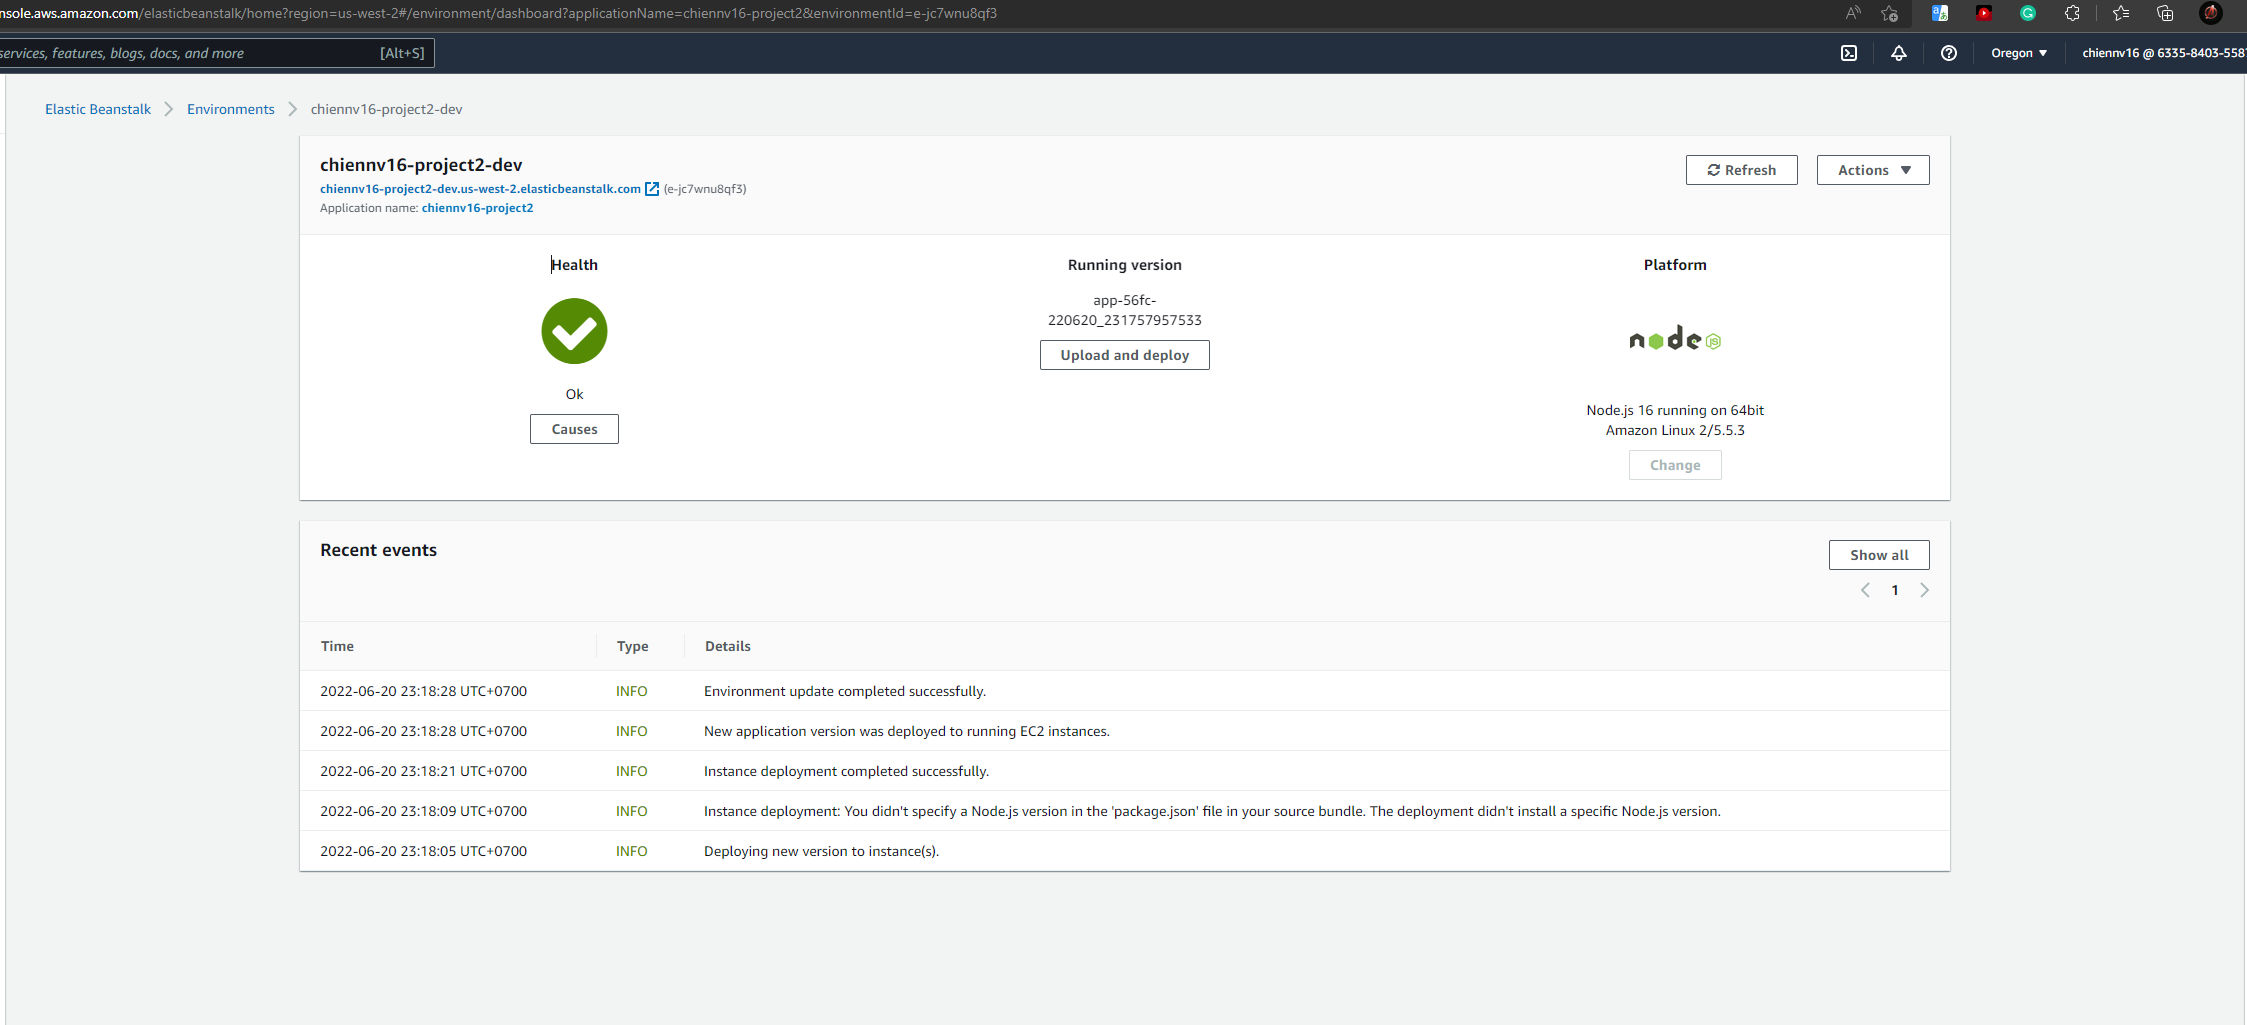 nsole.aws.amazon.com/elasticbeanstalk/home?region=us-west-2#/environment/dashboard?applicationName=chiennv16-project2&environmentId=e-jc7wnu8qf3
services, features, blogs, docs, and more [Alt+S] Oregon ▼ chiennv16 @ 6335-8403-558
Elastic Beanstalk > Environments > chiennv16-project2-dev
chiennv16-project2-dev
Refresh Actions ▼
chiennv16-project2-dev.us-west-2.elasticbeanstalk.com (e-jc7wnu8qf3)
Application name: chiennv16-project2
Health
Ok
Causes
Running version
app-56fc-
220620_231757957533
Upload and deploy
Platform
node JS
Node.js 16 running on 64bit
Amazon Linux 2/5.5.3
Change
Recent events
Show all
< 1 >
Time Type Details
2022-06-20 23:18:28 UTC+0700 INFO Environment update completed successfully.
2022-06-20 23:18:28 UTC+0700 INFO New application version was deployed to running EC2 instances.
2022-06-20 23:18:21 UTC+0700 INFO Instance deployment completed successfully.
2022-06-20 23:18:09 UTC+0700 INFO Instance deployment: You didn't specify a Node.js version in the 'package.json' file in your source bundle. The deployment didn't install a specific Node.js version.
2022-06-20 23:18:05 UTC+0700 INFO Deploying new version to instance(s).